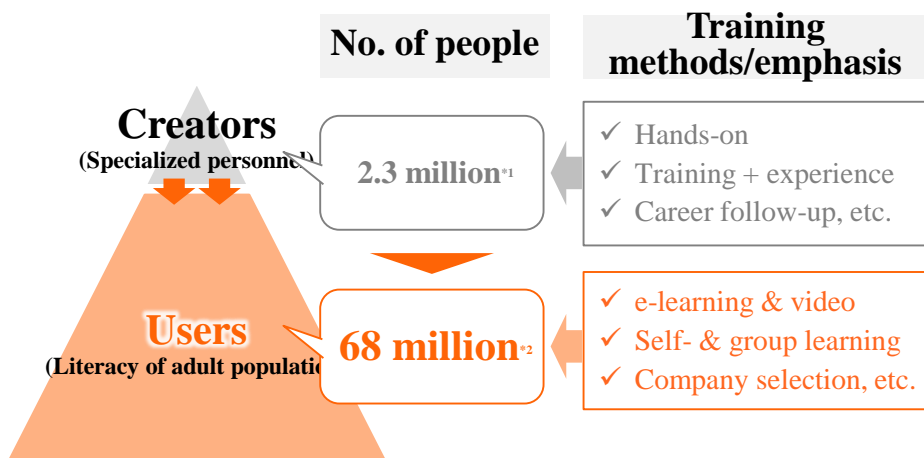 No. of people
Training
methods/emphasis
Creators
(Specialized personnel)
2.3 million*1
✓ Hands-on
✓ Training + experience
✓ Career follow-up, etc.
Users
(Literacy of adult populatio
68 million*2
✓ e-learning & video
✓ Self- & group learning
✓ Company selection, etc.